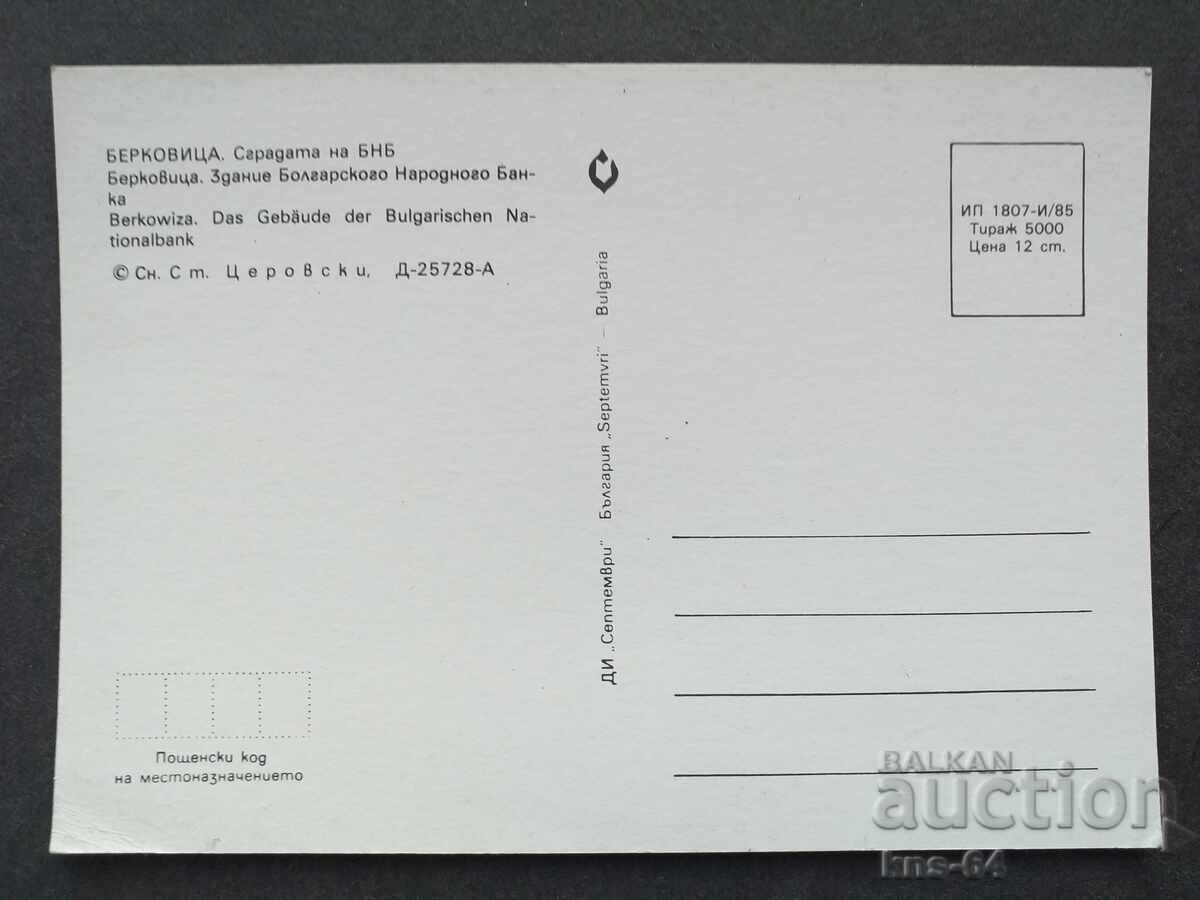 БЕРКОВИЦА. Сградата на БНБ
Берковица. Здание Болгарского Народного Бан-
ка
Berkowiza. Das Gebäude der Bulgarischen Na-
tionalbank
© Сн. Ст. Церовски, Д-25728-А
ДИ „Септември" България „Septemvri" — Bulgaria
ИП 1807-И/85
Тираж 5000
Цена 12 ст.
Пощенски код
на местоназначението
BALKAN
auction
kns-64